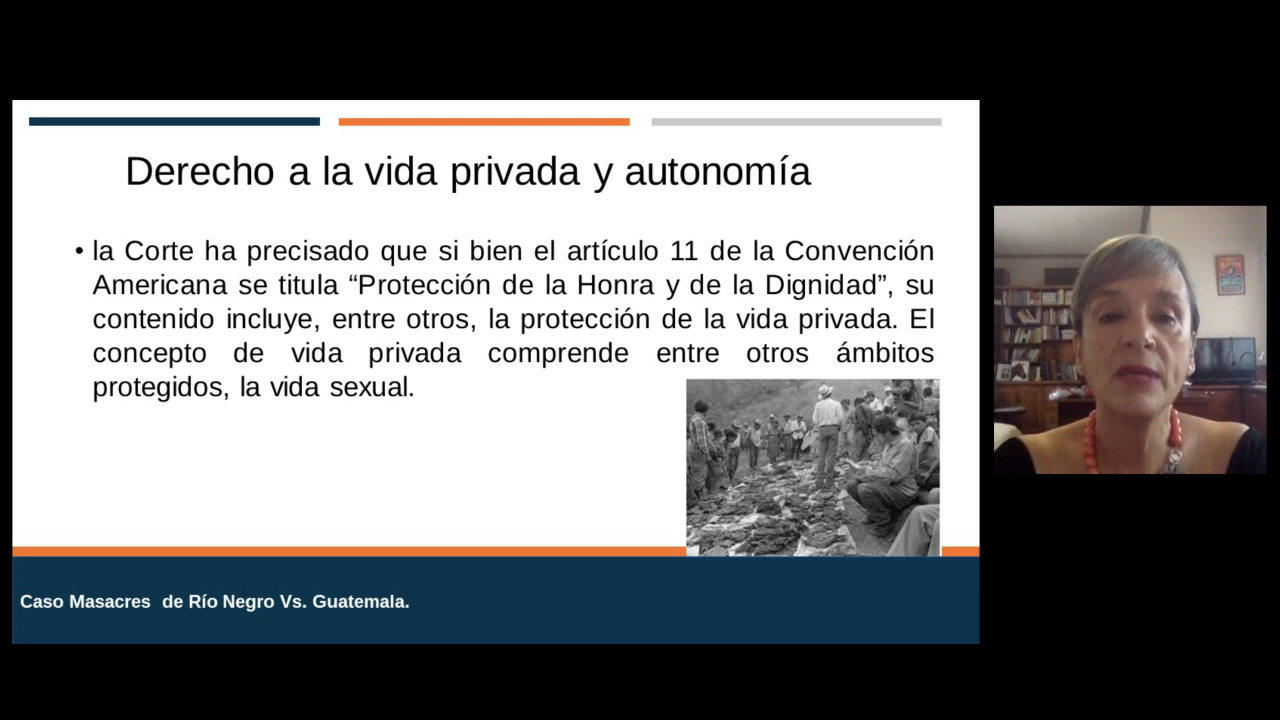 Derecho a la vida privada y autonomía
• la Corte ha precisado que si bien el artículo 11 de la Convención
Americana se titula “Protección de la Honra y de la Dignidad”, su
contenido incluye, entre otros, la protección de la vida privada. El
concepto de vida privada comprende entre otros ámbitos
protegidos, la vida sexual.
Caso Masacres  de Río Negro Vs. Guatemala.